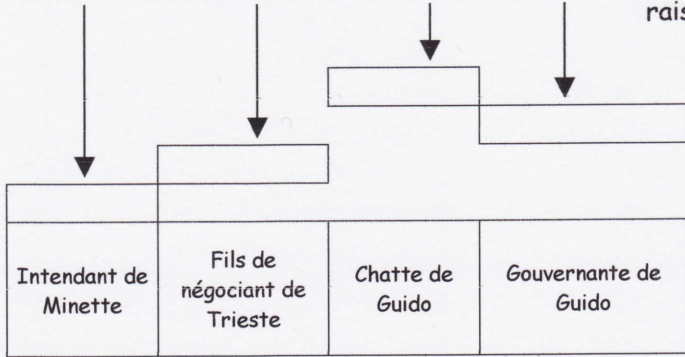 rais
Intendant de
Minette
Fils de
négociant de
Trieste
Chatte de
Guido
Gouvernante de
Guido